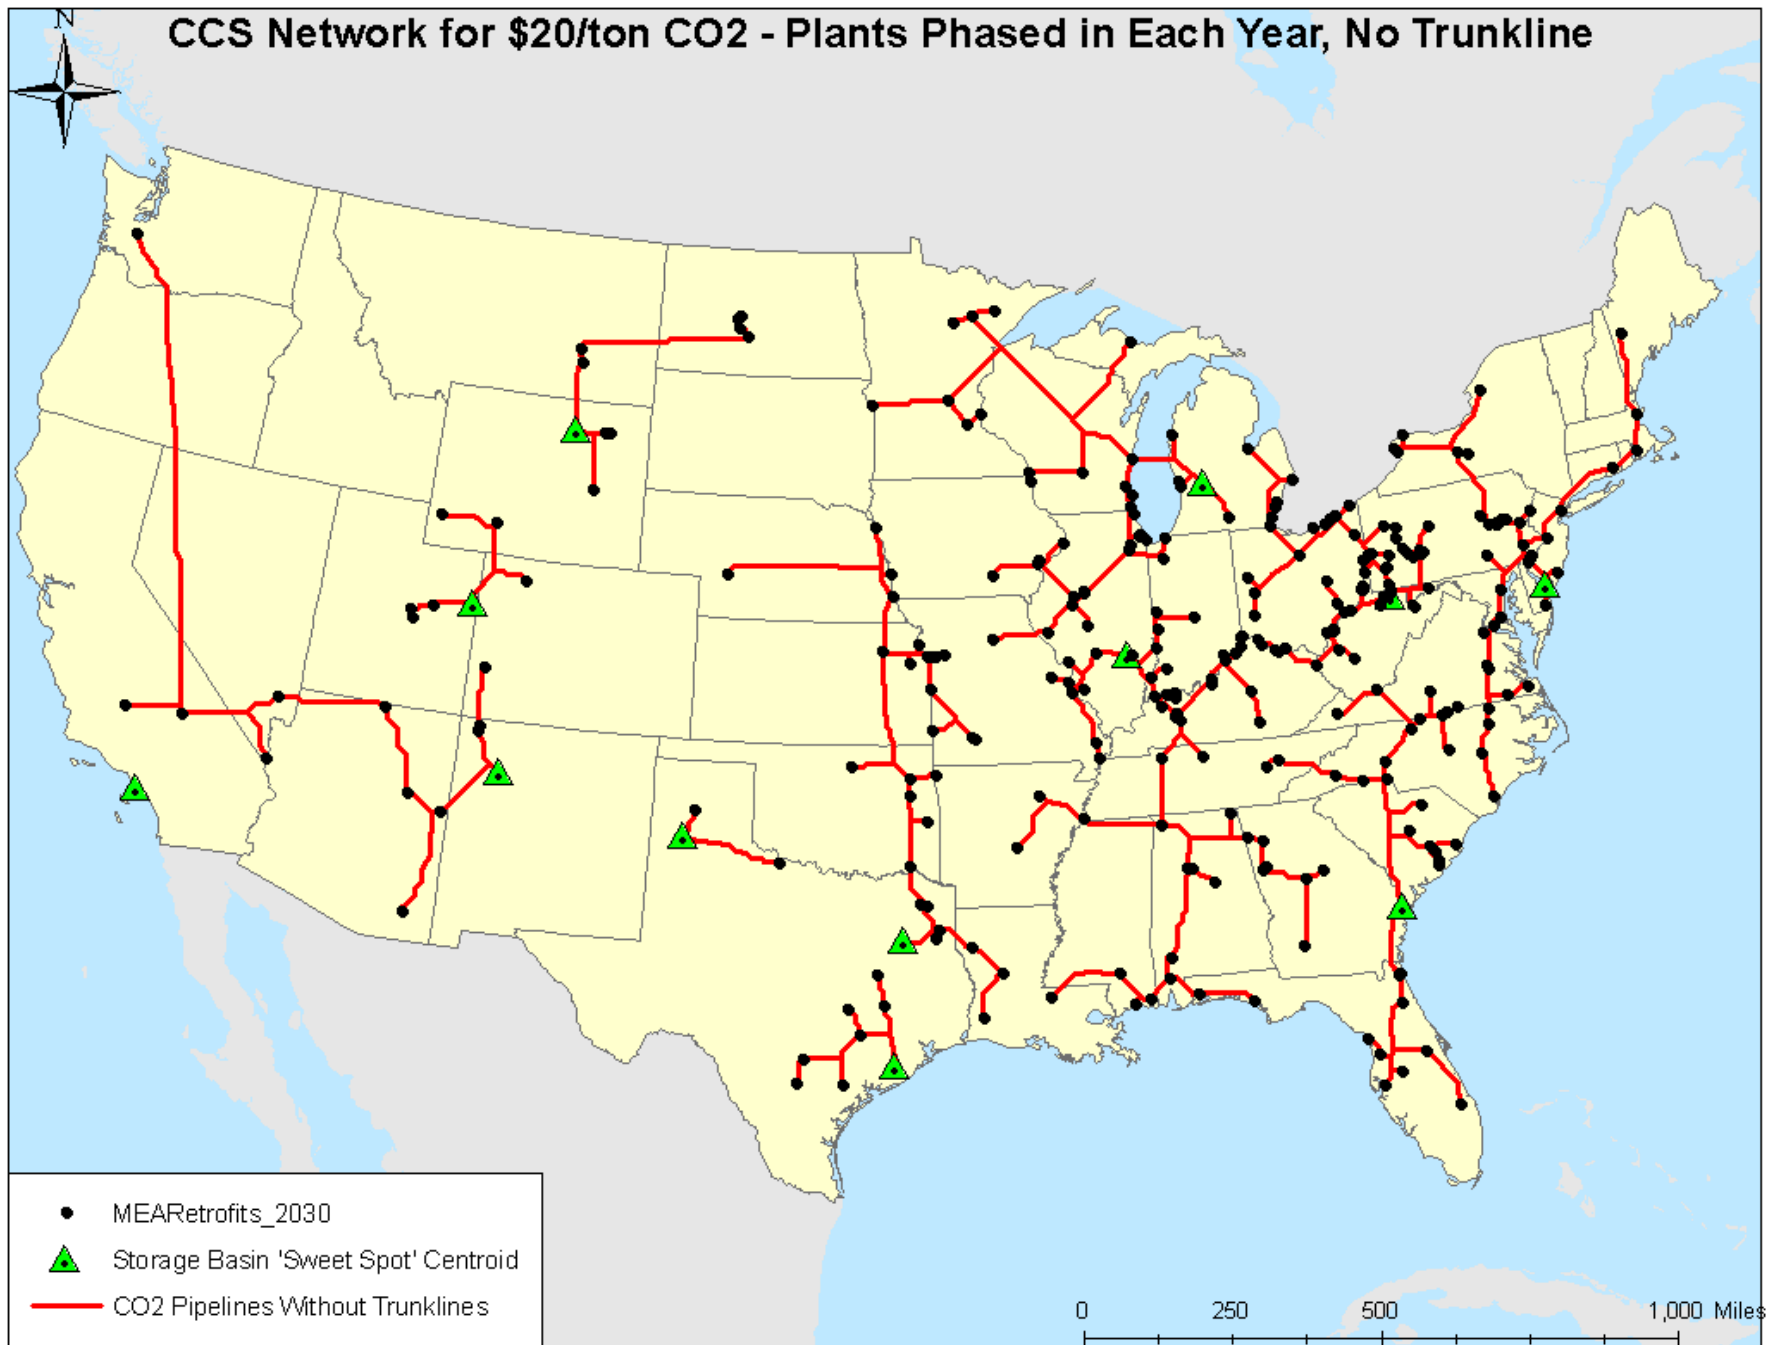 CCS Network for $20/ton CO2 - Plants Phased in Each Year, No Trunkline
N
MEARetrofits_2030
Storage Basin 'Sweet Spot' Centroid
CO2 Pipelines Without Trunklines
0 250 500 1,000 Miles